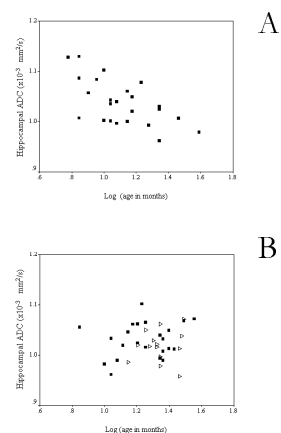 A
1.2
1.1
1.0
.9
Hippocampal ADC (x10-3 mm2/s)
.6 .8 1.0 1.2 1.4 1.6 1.8
Log (age in months)
B
1.2
1.1
1.0
.9
Hippocampal ADC (x10-3 mm2/s)
.6 .8 1.0 1.2 1.4 1.6 1.8
Log (age in months)